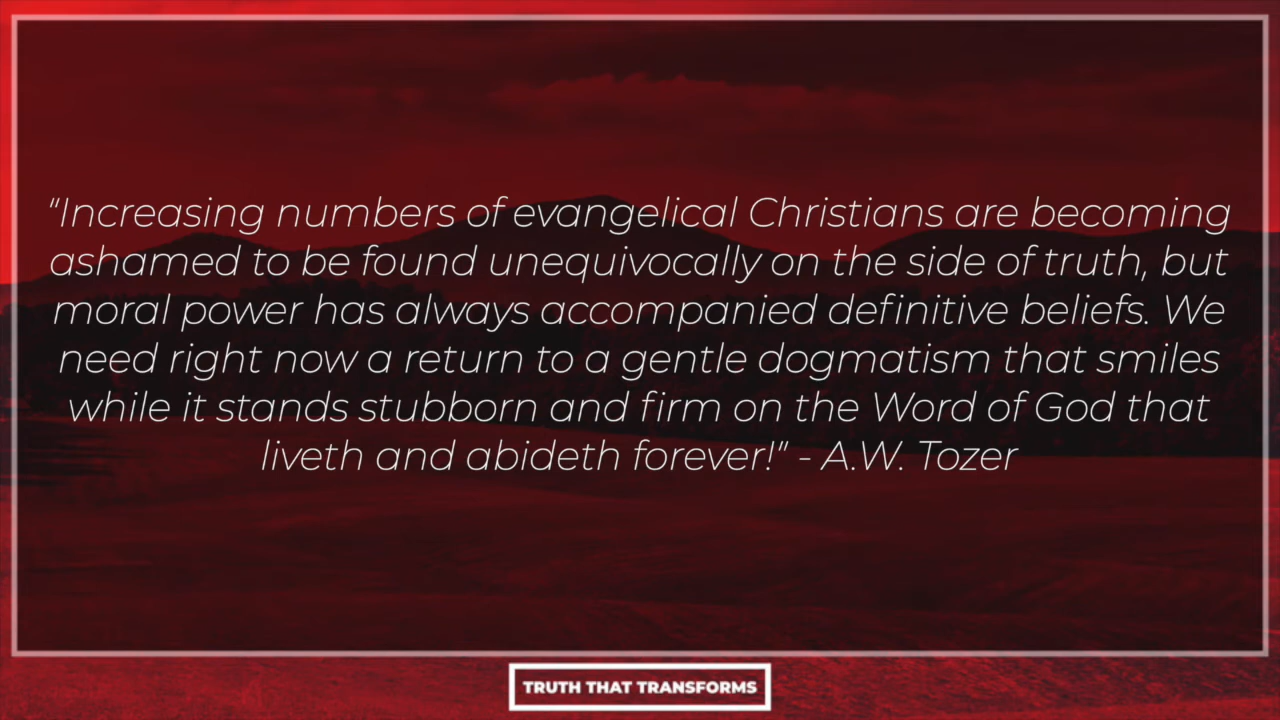 “Increasing numbers of evangelical Christians are becoming
ashamed to be found unequivocally on the side of truth, but
moral power has always accompanied definitive beliefs. We
need right now a return to a gentle dogmatism that smiles
while it stands stubborn and firm on the Word of God that
liveth and abideth forever!” - A.W. Tozer
TRUTH THAT TRANSFORMS